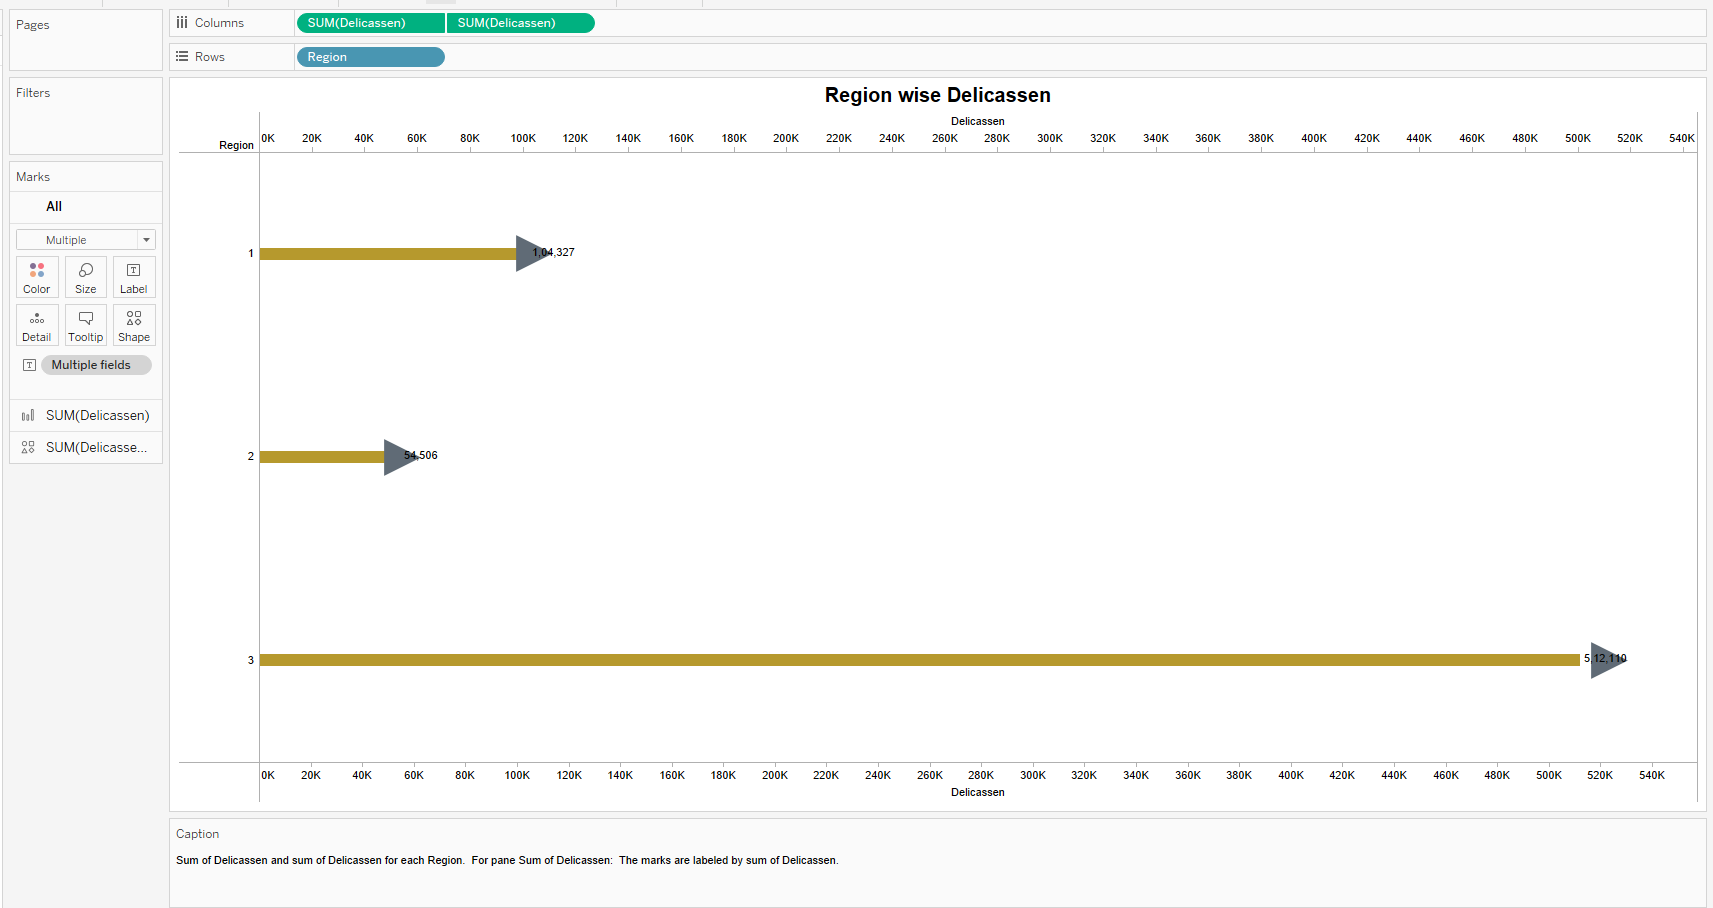 Pages
Columns SUM(Delicassen) SUM(Delicassen)
Rows Region
Filters
Marks
All
Multiple
Color Size Label
Detail Tooltip Shape
T Multiple fields
SUM(Delicassen)
SUM(Delicasse...
Region wise Delicassen
Delicassen
Region 0K 20K 40K 60K 80K 100K 120K 140K 160K 180K 200K 220K 240K 260K 280K 300K 320K 340K 360K 380K 400K 420K 440K 460K 480K 500K 520K 540K
1 1,04,327
2 54,506
3 5,12,110
0K 20K 40K 60K 80K 100K 120K 140K 160K 180K 200K 220K 240K 260K 280K 300K 320K 340K 360K 380K 400K 420K 440K 460K 480K 500K 520K 540K
Delicassen
Caption
Sum of Delicassen and sum of Delicassen for each Region. For pane Sum of Delicassen: The marks are labeled by sum of Delicassen.